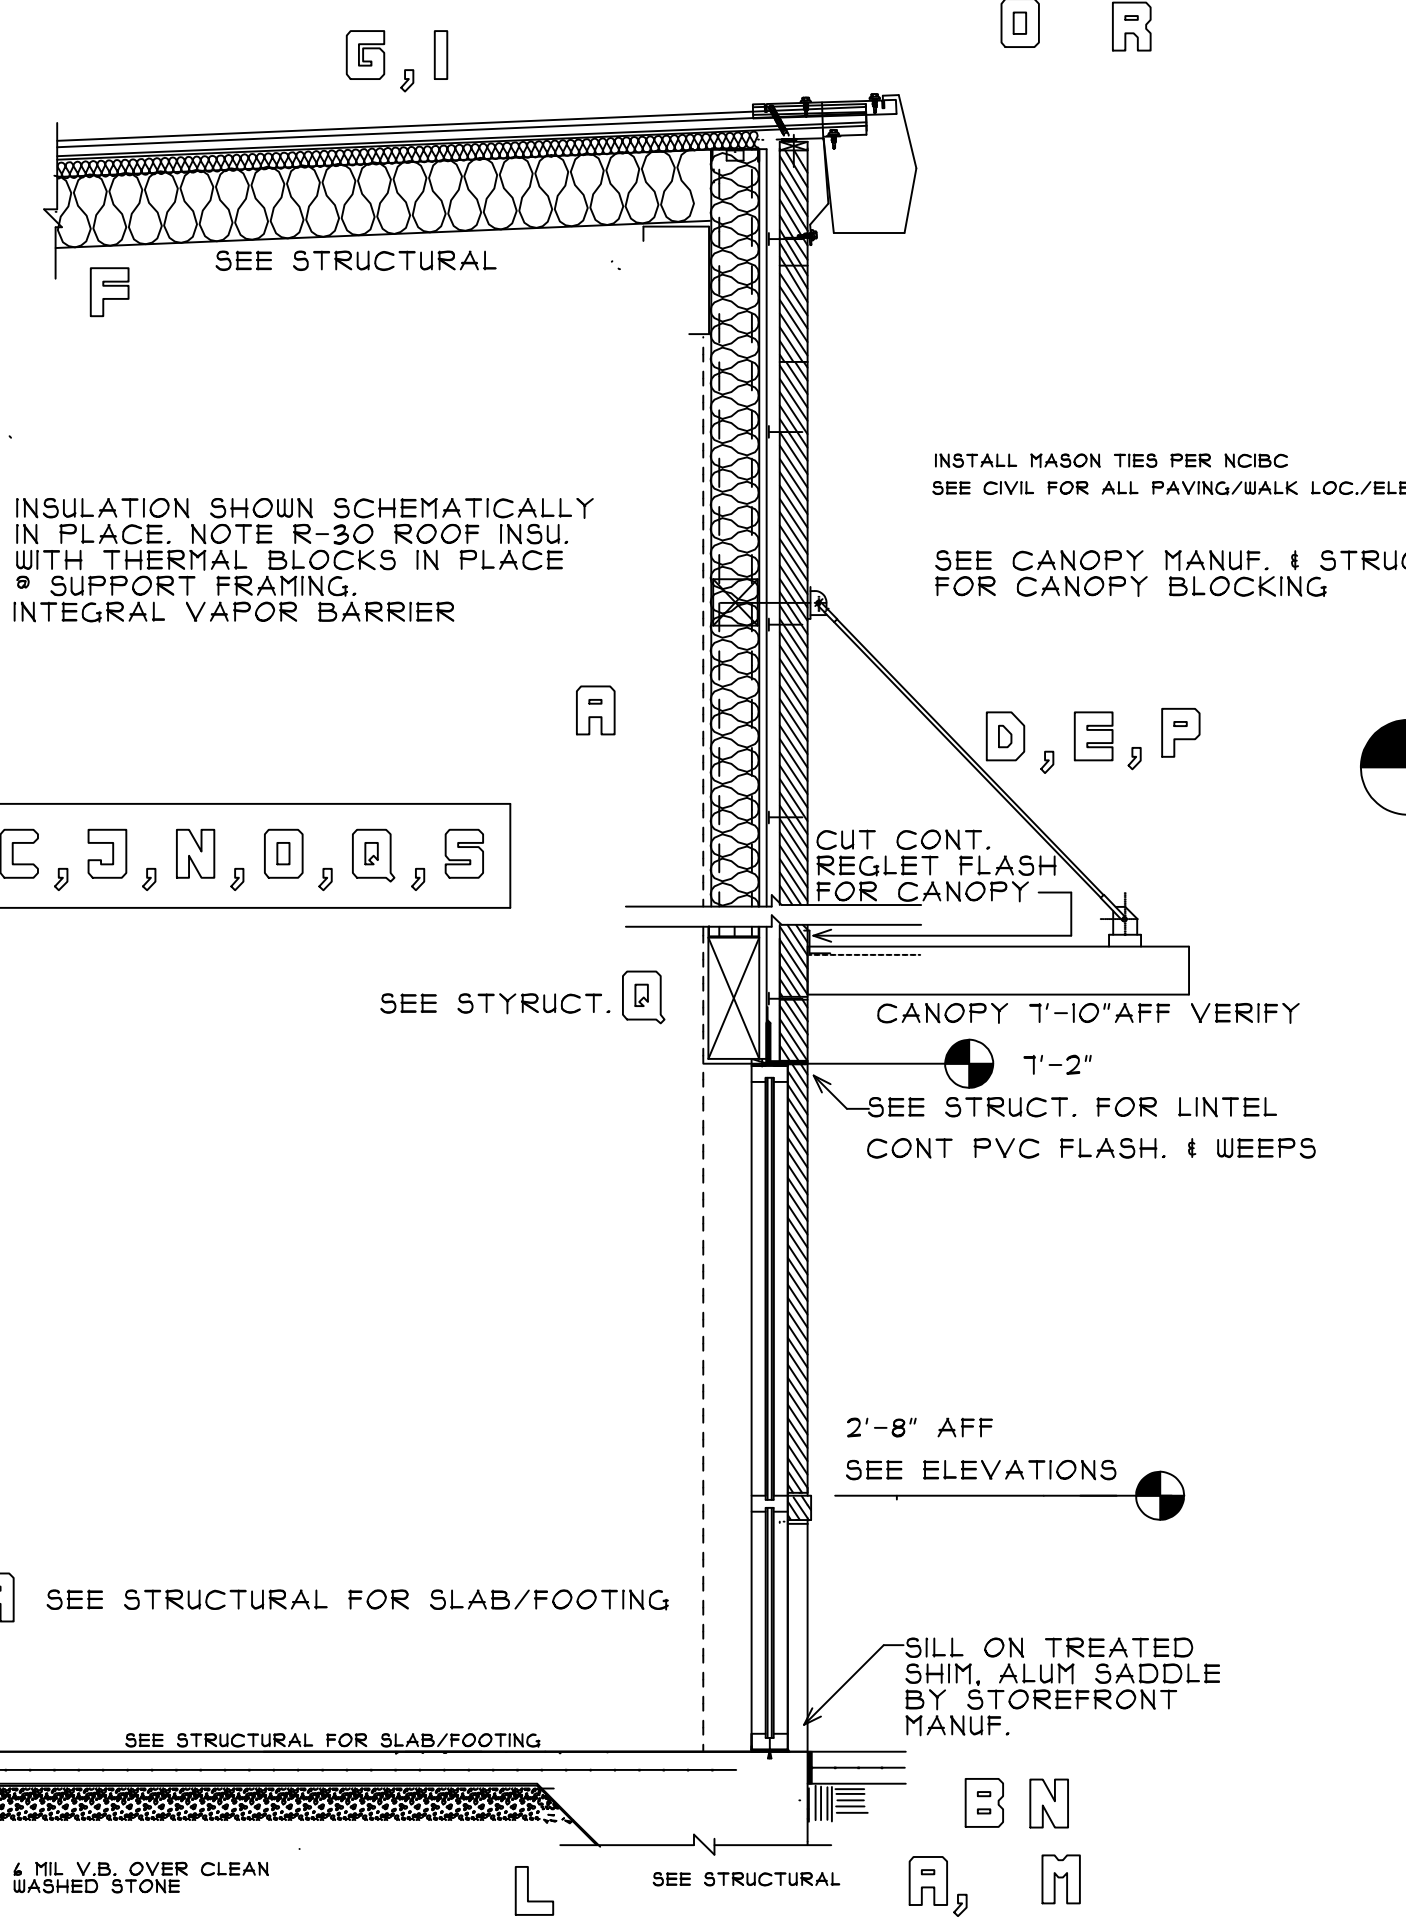 O R
G,I
SEE STRUCTURAL
F
INSTALL MASON TIES PER NCIBC
SEE CIVIL FOR ALL PAVING/WALK LOC./ELE
INSULATION SHOWN SCHEMATICALLY
IN PLACE. NOTE R-30 ROOF INSU.
WITH THERMAL BLOCKS IN PLACE
@ SUPPORT FRAMING.
INTEGRAL VAPOR BARRIER
SEE CANOPY MANUF. & STRUC
FOR CANOPY BLOCKING
A
D,E,P
C,J,N,O,Q,S
CUT CONT.
REGLET FLASH
FOR CANOPY
SEE STYRUCT. Q
CANOPY 7'-10"AFF VERIFY
7'-2"
SEE STRUCT. FOR LINTEL
CONT PVC FLASH. & WEEPS
2'-8" AFF
SEE ELEVATIONS
SEE STRUCTURAL FOR SLAB/FOOTING
SILL ON TREATED
SHIM, ALUM SADDLE
BY STOREFRONT
MANUF.
SEE STRUCTURAL FOR SLAB/FOOTING
B N
6 MIL V.B. OVER CLEAN
WASHED STONE
L
SEE STRUCTURAL
A, M